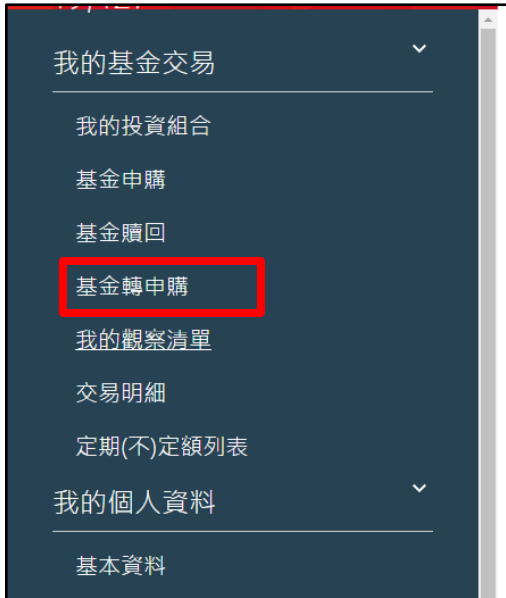 我的基金交易
我的投資組合
基金申購
基金贖回
基金轉申購
我的觀察清單
交易明細
定期(不)定額列表
我的個人資料
基本資料